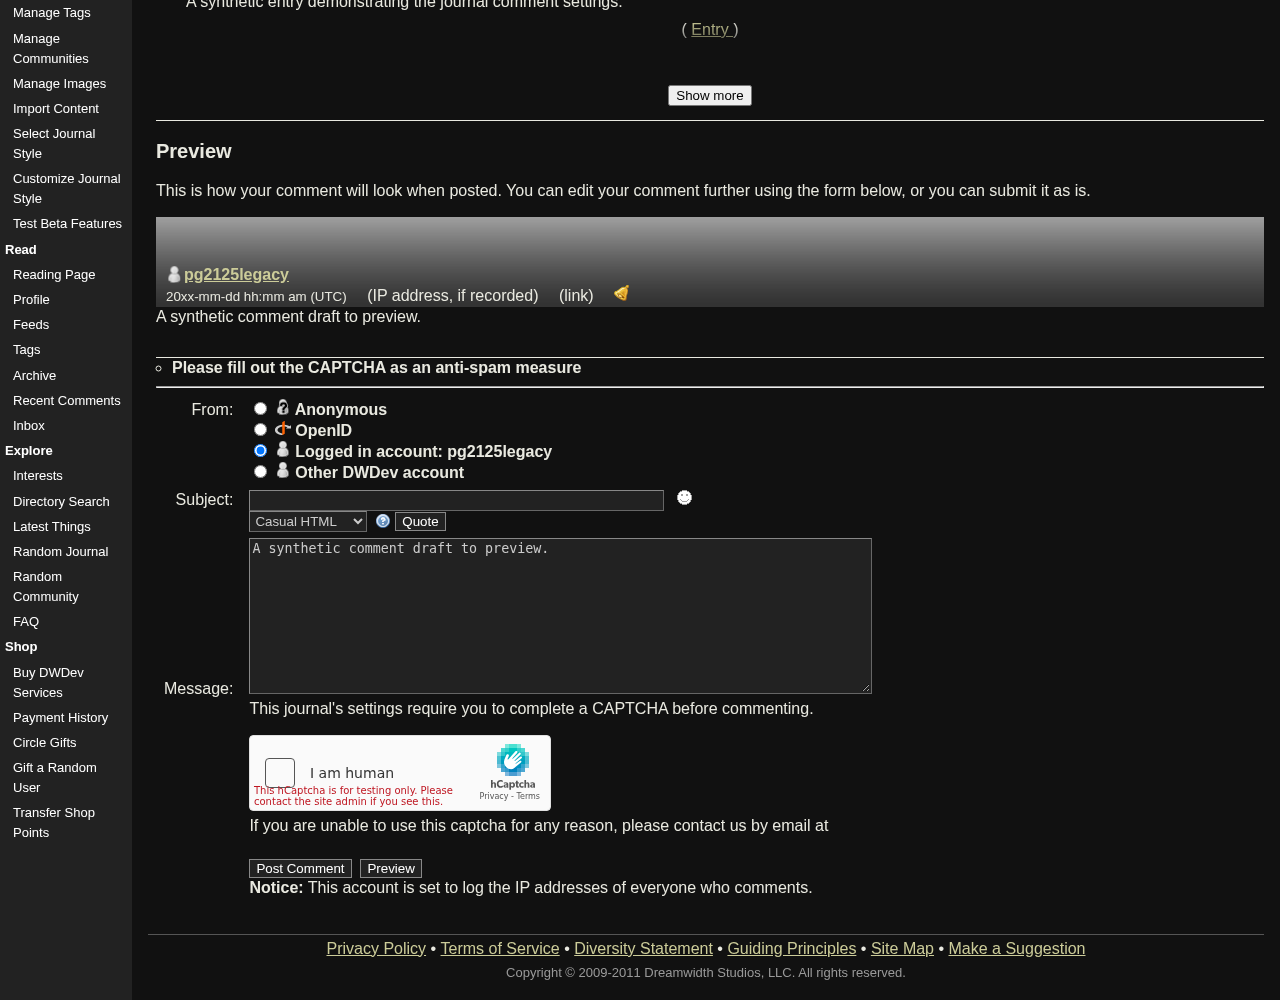 Manage Tags
Manage
Communities
Manage Images
Import Content
Select Journal
Style
Customize Journal
Style
Test Beta Features
Read
Reading Page
Profile
Feeds
Tags
Archive
Recent Comments
Inbox
Explore
Interests
Directory Search
Latest Things
Random Journal
Random
Community
FAQ
Shop
Buy DWDev
Services
Payment History
Circle Gifts
Gift a Random
User
Transfer Shop
Points
A synthetic entry demonstrating the journal comment settings.
( Entry )
Show more
Preview
This is how your comment will look when posted. You can edit your comment further using the form below, or you can submit it as is.
pg2125legacy
20xx-mm-dd hh:mm am (UTC) (IP address, if recorded) (link)
A synthetic comment draft to preview.
Please fill out the CAPTCHA as an anti-spam measure
From: Anonymous
OpenID
Logged in account: pg2125legacy
Other DWDev account
Subject:
Casual HTML Quote
A synthetic comment draft to preview.
Message:
This journal's settings require you to complete a CAPTCHA before commenting.
I am human
This hCaptcha is for testing only. Please
contact the site admin if you see this.
hCaptcha
Privacy - Terms
If you are unable to use this captcha for any reason, please contact us by email at
Post Comment Preview
Notice: This account is set to log the IP addresses of everyone who comments.
Privacy Policy • Terms of Service • Diversity Statement • Guiding Principles • Site Map • Make a Suggestion
Copyright © 2009-2011 Dreamwidth Studios, LLC. All rights reserved.